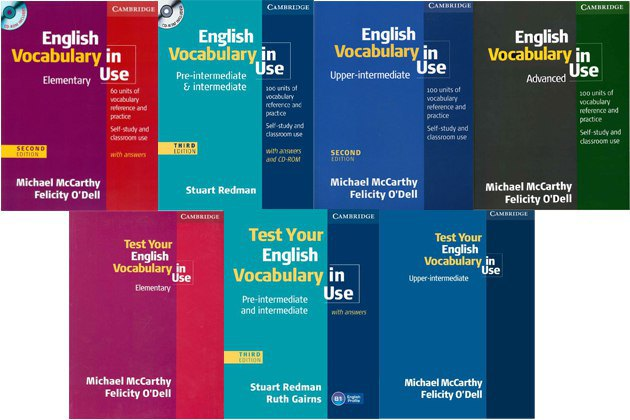 CAMBRIDGE
English
Vocabulary in
Use
Elementary
60 units of
vocabulary
reference and
practice
Self-study and
classroom use
SECOND
EDITION
with answers
Michael McCarthy
Felicity O'Dell
CAMBRIDGE
English
Vocabulary in
Use
Pre-intermediate
& intermediate
100 units of
vocabulary
reference and
practice
Self-study and
classroom use
THIRD
EDITION
with answers
and CD-ROM
Stuart Redman
CAMBRIDGE
English
Vocabulary in
Use
Upper-intermediate
100 units of
vocabulary
reference and
practice
Self-study and
classroom use
SECOND
EDITION
Michael McCarthy
Felicity O'Dell
CAMBRIDGE
English
Vocabulary in
Use
Advanced
100 units of
vocabulary
reference and
practice
Self-study and
classroom use
Michael McCarthy
Felicity O'Dell
CAMBRIDGE
Test Your
English
Vocabulary in
Use
Elementary
Michael McCarthy
Felicity O'Dell
CAMBRIDGE
Test Your
English
Vocabulary in
Use
Pre-intermediate
and intermediate
with answers
THIRD
EDITION
Stuart Redman
Ruth Gairns
B1 English Profile
CAMBRIDGE
Test Your
English
Vocabulary in
Use
Upper-intermediate
Michael McCarthy
Felicity O'Dell